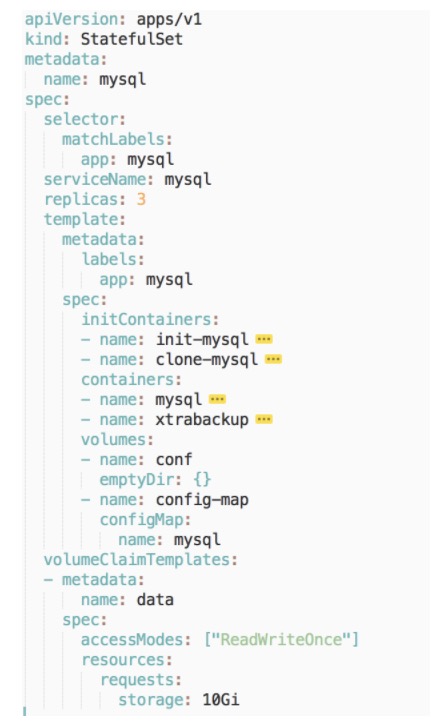 apiVersion: apps/v1
kind: StatefulSet
metadata:
  name: mysql
spec:
  selector:
    matchLabels:
      app: mysql
  serviceName: mysql
  replicas: 3
  template:
    metadata:
      labels:
        app: mysql
    spec:
      initContainers:
      - name: init-mysql ...
      - name: clone-mysql ...
      containers:
      - name: mysql ...
      - name: xtrabackup ...
      volumes:
      - name: conf
        emptyDir: {}
      - name: config-map
        configMap:
          name: mysql
  volumeClaimTemplates:
  - metadata:
      name: data
    spec:
      accessModes: ["ReadWriteOnce"]
      resources:
        requests:
          storage: 10Gi